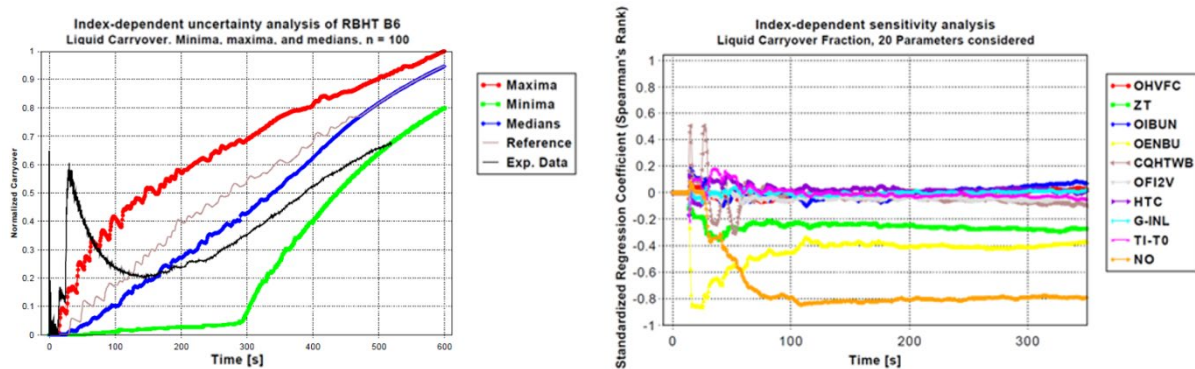 Index-dependent uncertainty analysis of RBHT B6
Liquid Carryover, Minima, maxima, and medians, n = 100
Normalized Carryover
1
0.9
0.8
0.7
0.6
0.5
0.4
0.3
0.2
0.1
0
0 100 200 300 400 500 600
Time [s]
Maxima
Minima
Medians
Reference
Exp. Data
Index-dependent sensitivity analysis
Liquid Carryover Fraction, 20 Parameters considered
Standardized Regression Coefficient (Spearman's Rank)
1
0.8
0.6
0.4
0.2
0
-0.2
-0.4
-0.6
-0.8
-1
0 100 200 300
Time [s]
OHVFC
ZT
OIBUN
OENBU
CQHTWB
OFI2V
HTC
G-INL
TI-T0
NO